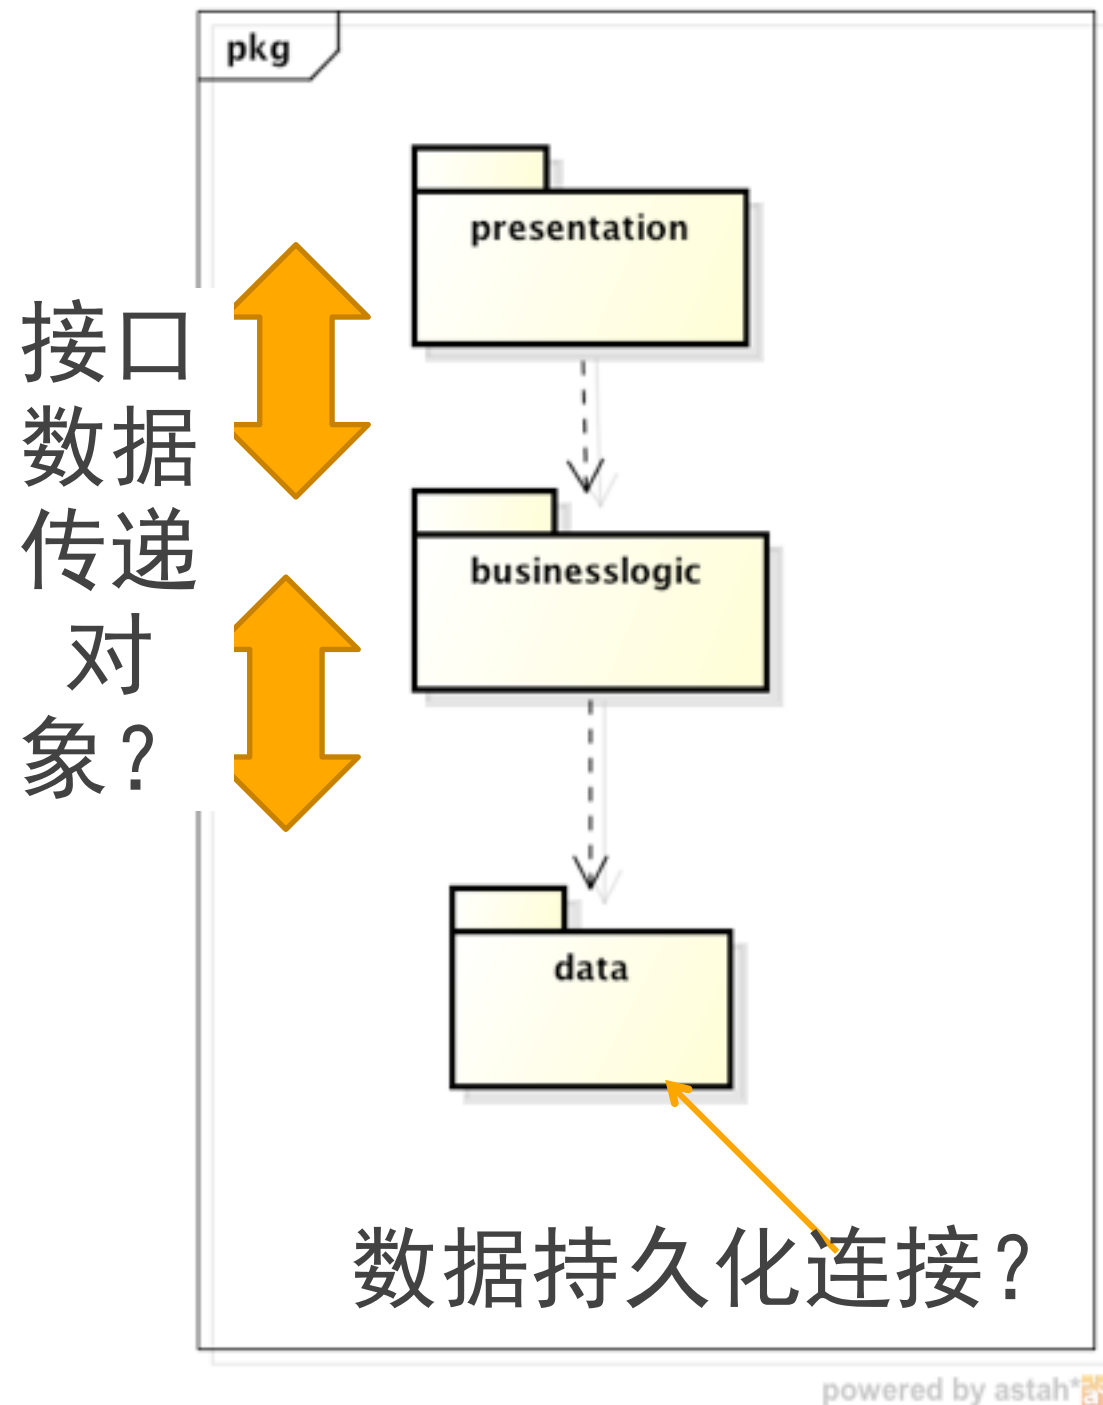 pkg
presentation
接口
数据
传递
对
象？
businesslogic
data
数据持久化连接？
powered by astah*